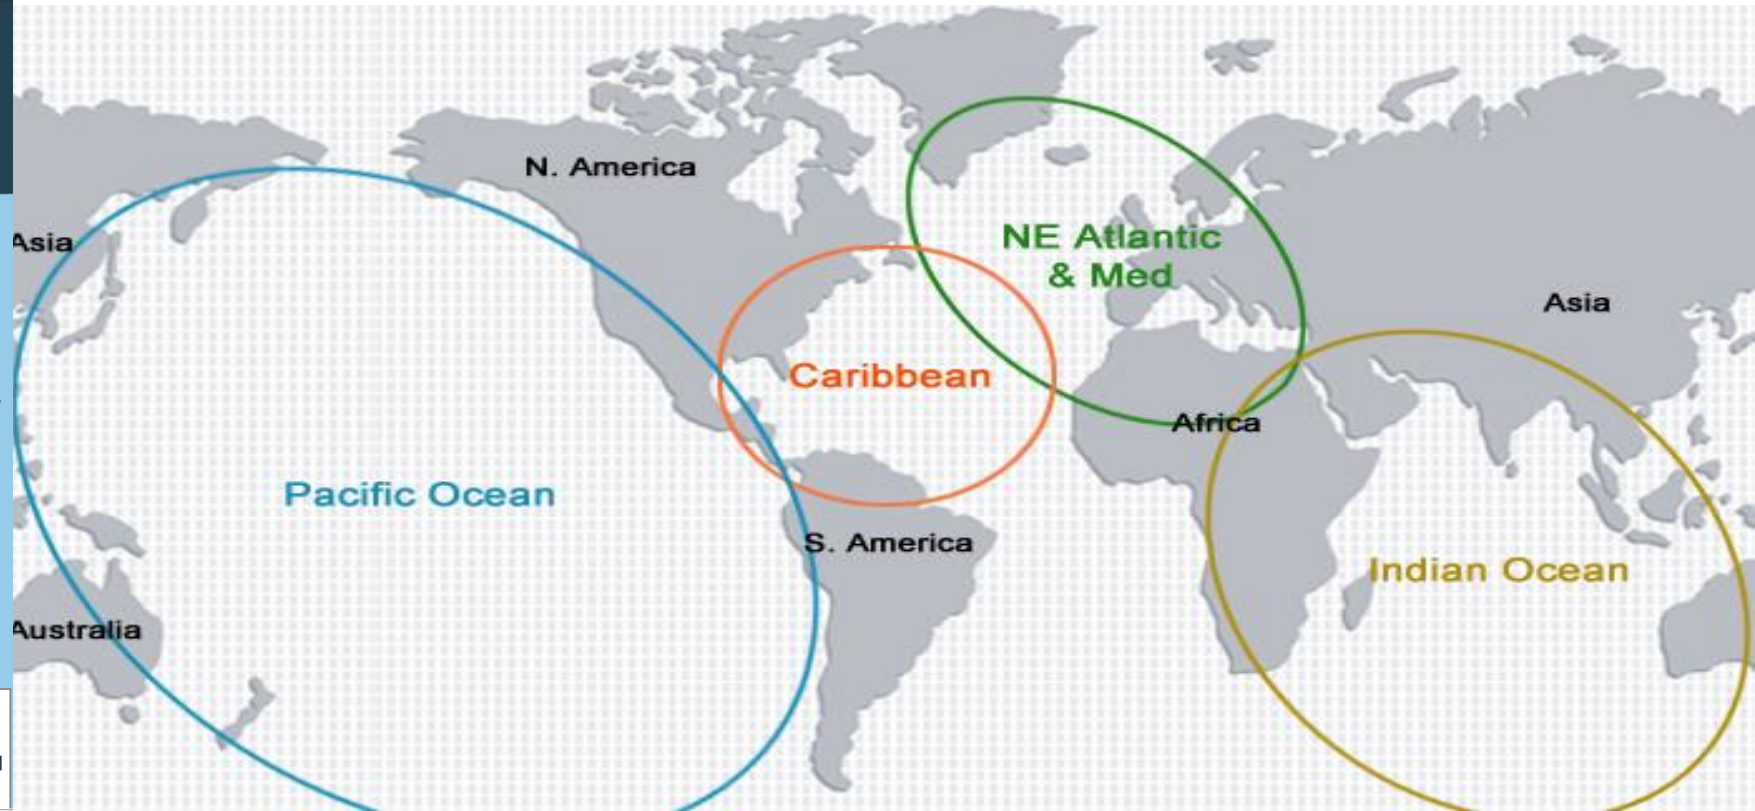 N. America
Asia
NE Atlantic
& Med
Asia
Caribbean
Africa
Pacific Ocean
S. America
Indian Ocean
Australia